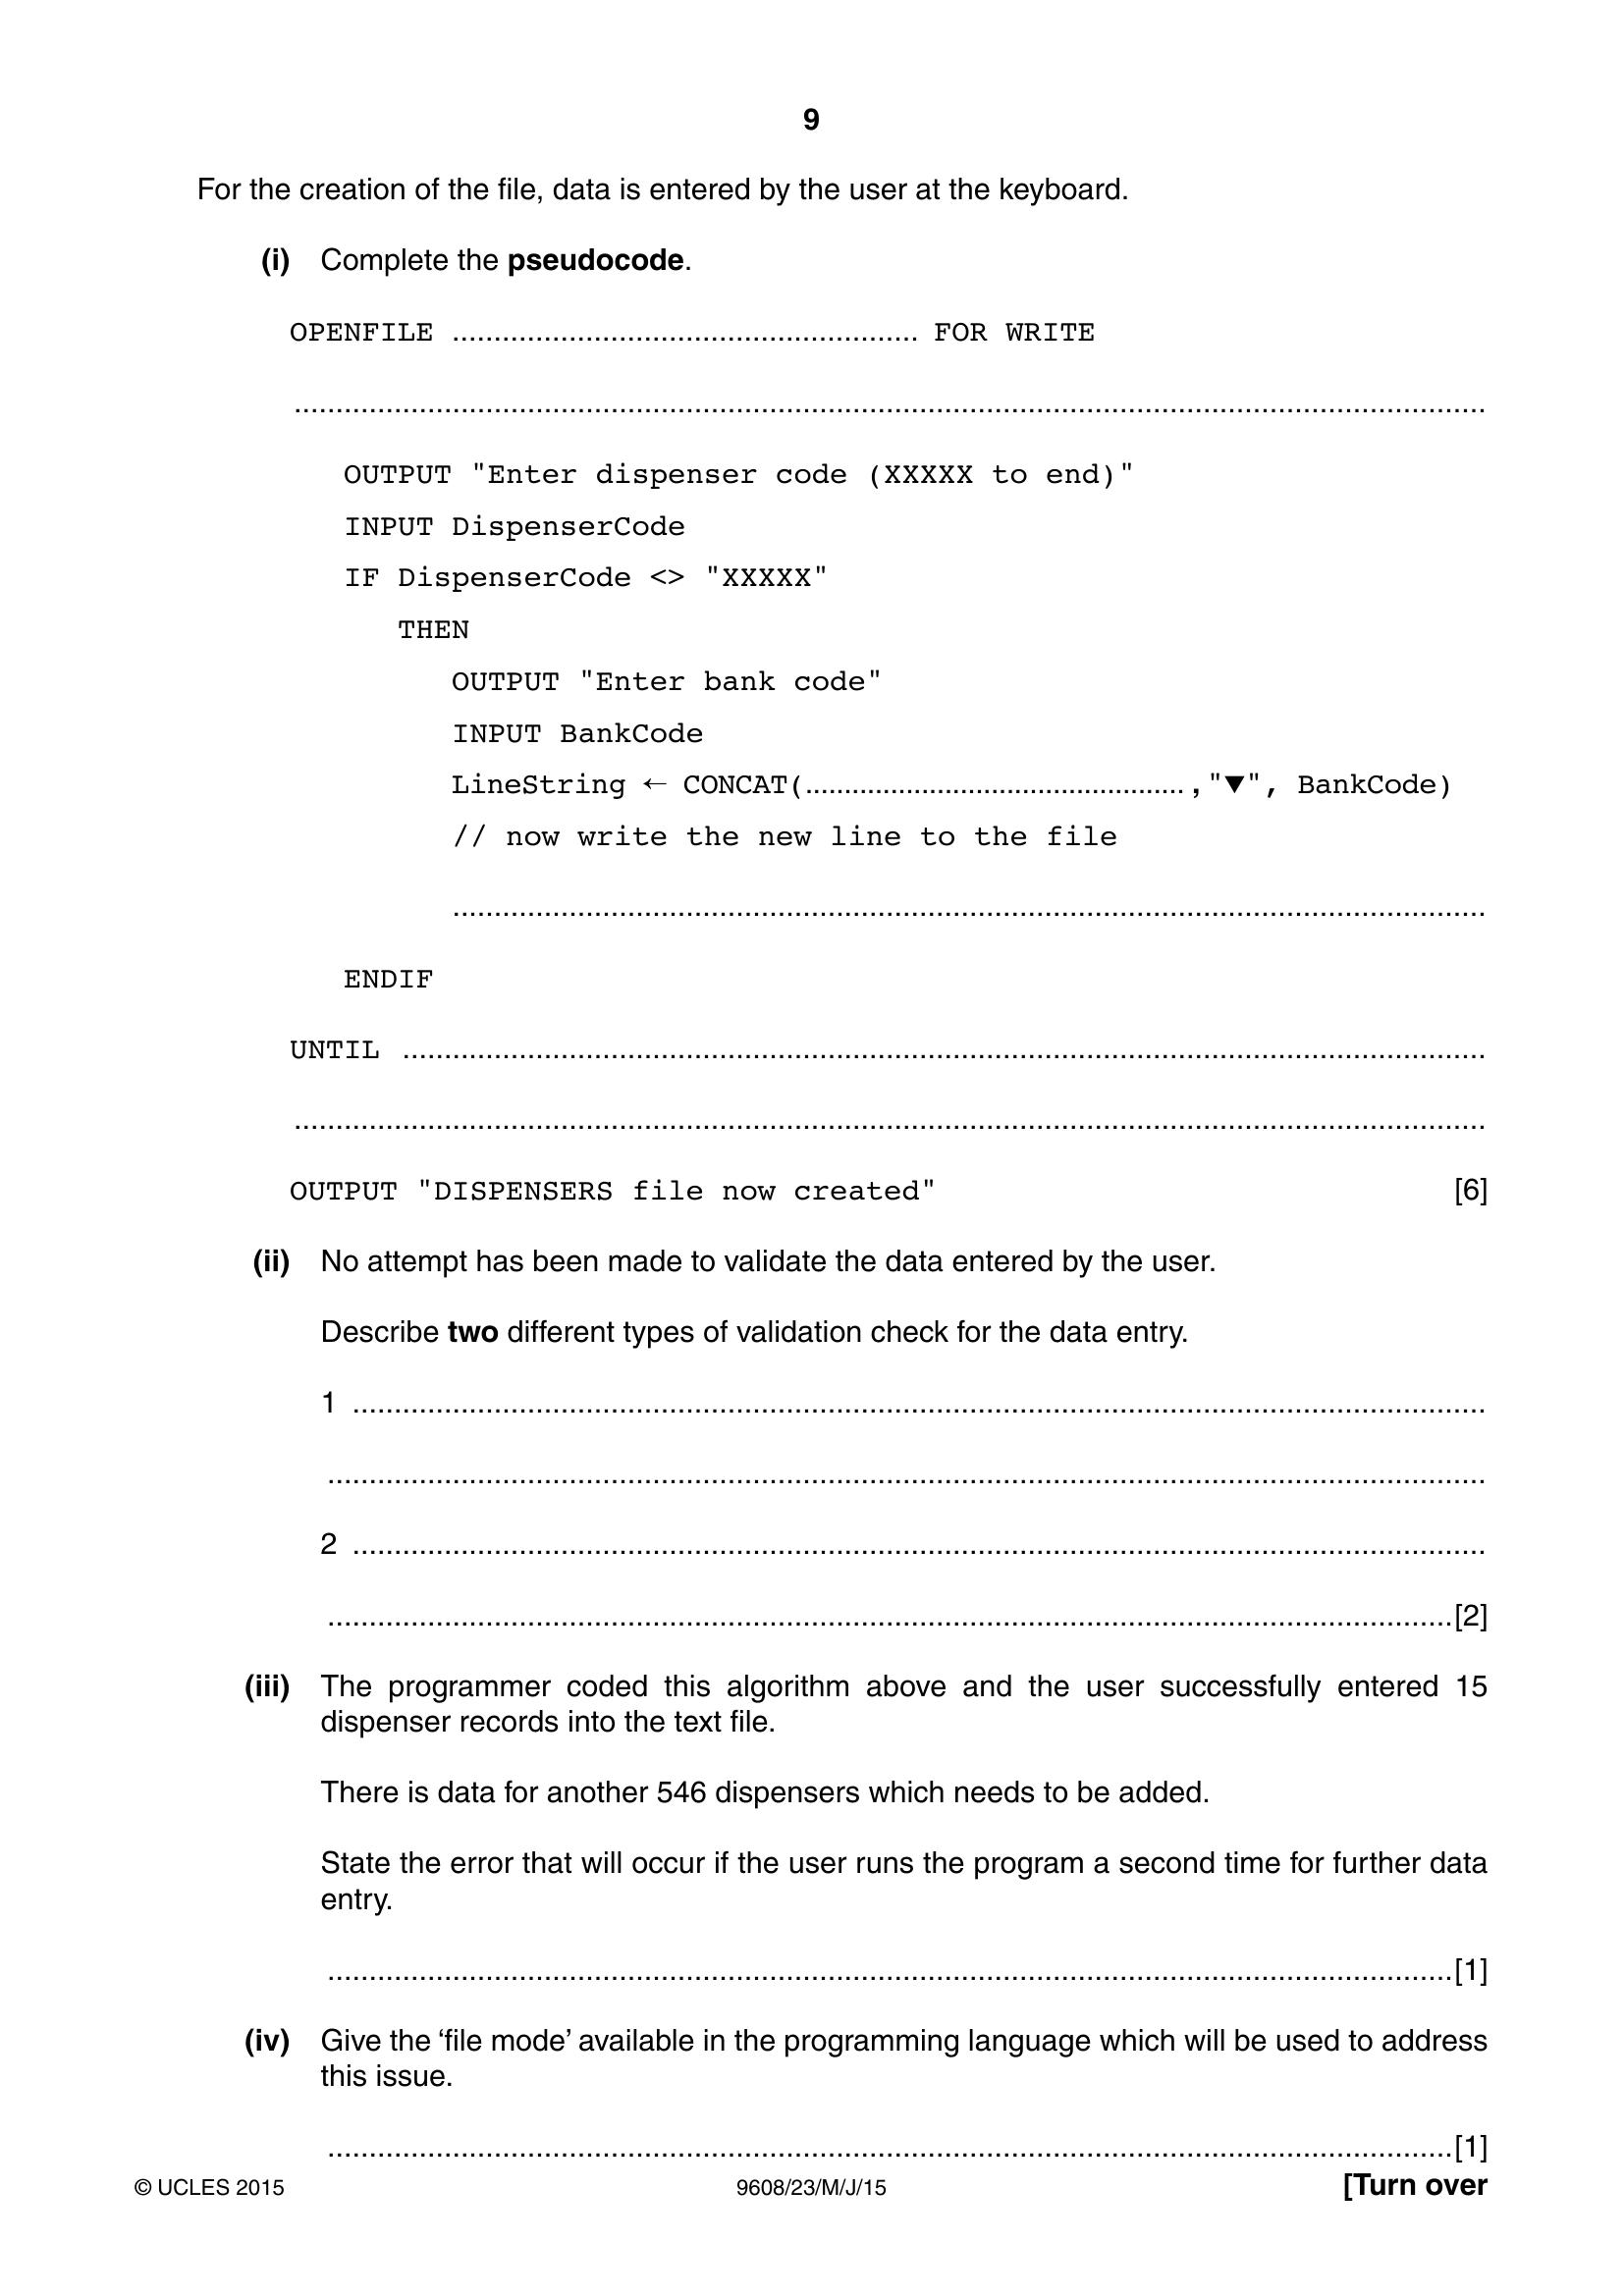 9
For the creation of the file, data is entered by the user at the keyboard.
(i) Complete the pseudocode.
OPENFILE ........................................................ FOR WRITE
................................................................................................................................................
OUTPUT "Enter dispenser code (XXXXX to end)"
INPUT DispenserCode
IF DispenserCode <> "XXXXX"
THEN
OUTPUT "Enter bank code"
INPUT BankCode
LineString ← CONCAT(................................................,"▼", BankCode)
// now write the new line to the file
.............................................................................................................................
ENDIF
UNTIL ...................................................................................................................................
................................................................................................................................................
OUTPUT "DISPENSERS file now created" [6]
(ii) No attempt has been made to validate the data entered by the user.
Describe two different types of validation check for the data entry.
1 .........................................................................................................................................
............................................................................................................................................
2 .........................................................................................................................................
........................................................................................................................................[2]
(iii) The programmer coded this algorithm above and the user successfully entered 15
dispenser records into the text file.
There is data for another 546 dispensers which needs to be added.
State the error that will occur if the user runs the program a second time for further data
entry.
........................................................................................................................................[1]
(iv) Give the ‘file mode’ available in the programming language which will be used to address
this issue.
........................................................................................................................................[1]
© UCLES 2015 9608/23/M/J/15 [Turn over